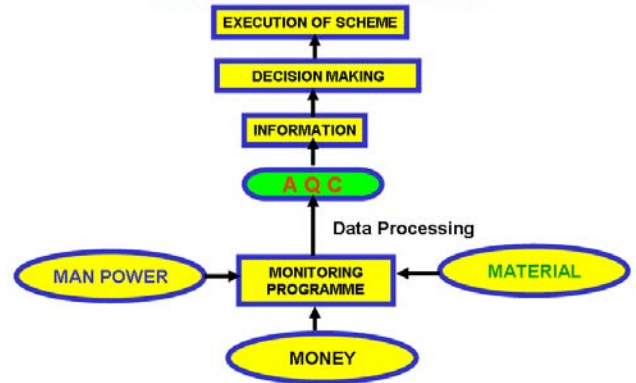 EXECUTION OF SCHEME
DECISION MAKING
INFORMATION
A Q C
Data Processing
MAN POWER
MONITORING
PROGRAMME
MATERIAL
MONEY